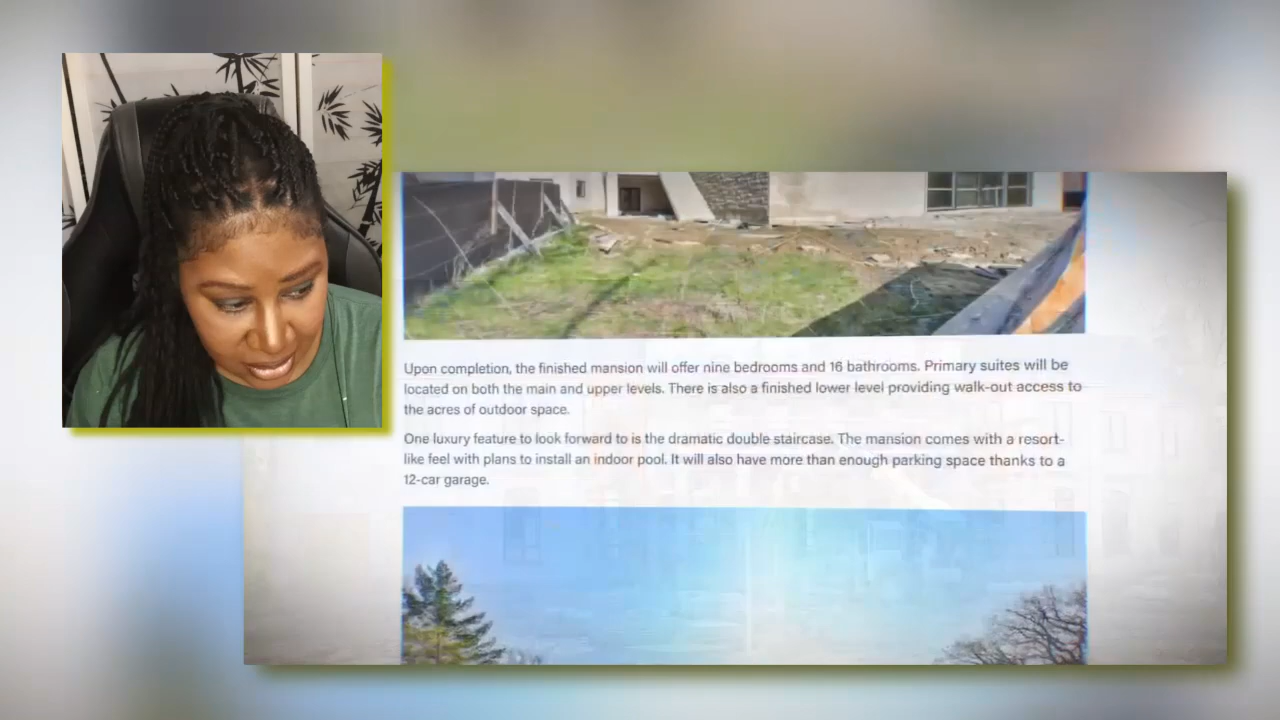 Upon completion, the finished mansion will offer nine bedrooms and 16 bathrooms. Primary suites will be
located on both the main and upper levels. There is also a finished lower level providing walk-out access to
the acres of outdoor space.
One luxury feature to look forward to is the dramatic double staircase. The mansion comes with a resort-
like feel with plans to install an indoor pool. It will also have more than enough parking space thanks to a
12-car garage.